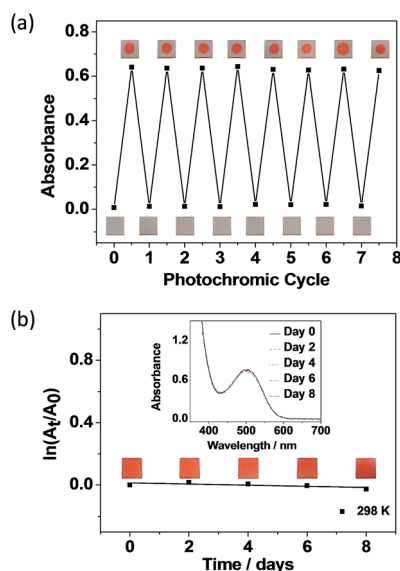 (a)
Absorbance
0.8
0.6
0.4
0.2
0.0
0 1 2 3 4 5 6 7 8
Photochromic Cycle
(b)
ln(At/A0)
0.8
0.4
0.0
Absorbance
1.2
0.6
0.0
Day 0
Day 2
Day 4
Day 6
Day 8
400 500 600 700
Wavelength / nm
298 K
0 2 4 6 8
Time / days